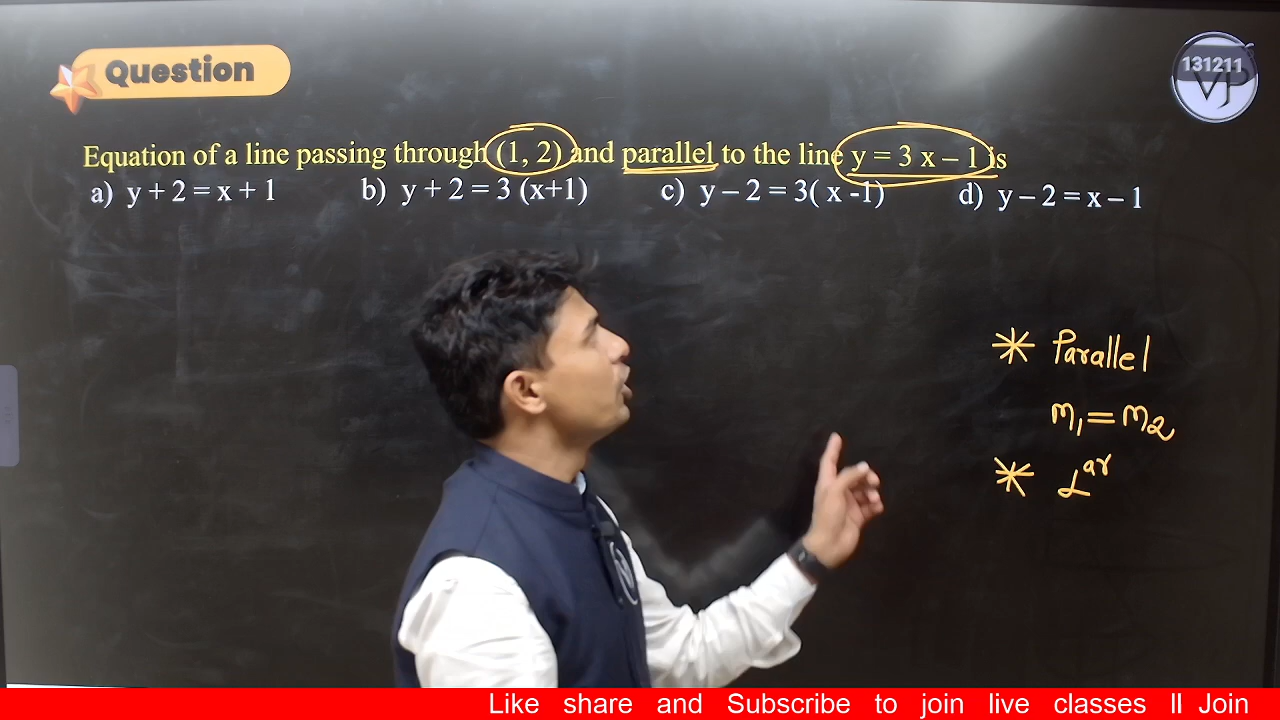 Question
131211
VP
Equation of a line passing through (1, 2) and parallel to the line y = 3 x – 1 is
a) y + 2 = x + 1 b) y + 2 = 3 (x+1) c) y – 2 = 3( x -1) d) y – 2 = x – 1
* Parallel
m₁ = m₂
* ⊥ar
Like share and Subscribe to join live classes ll Join